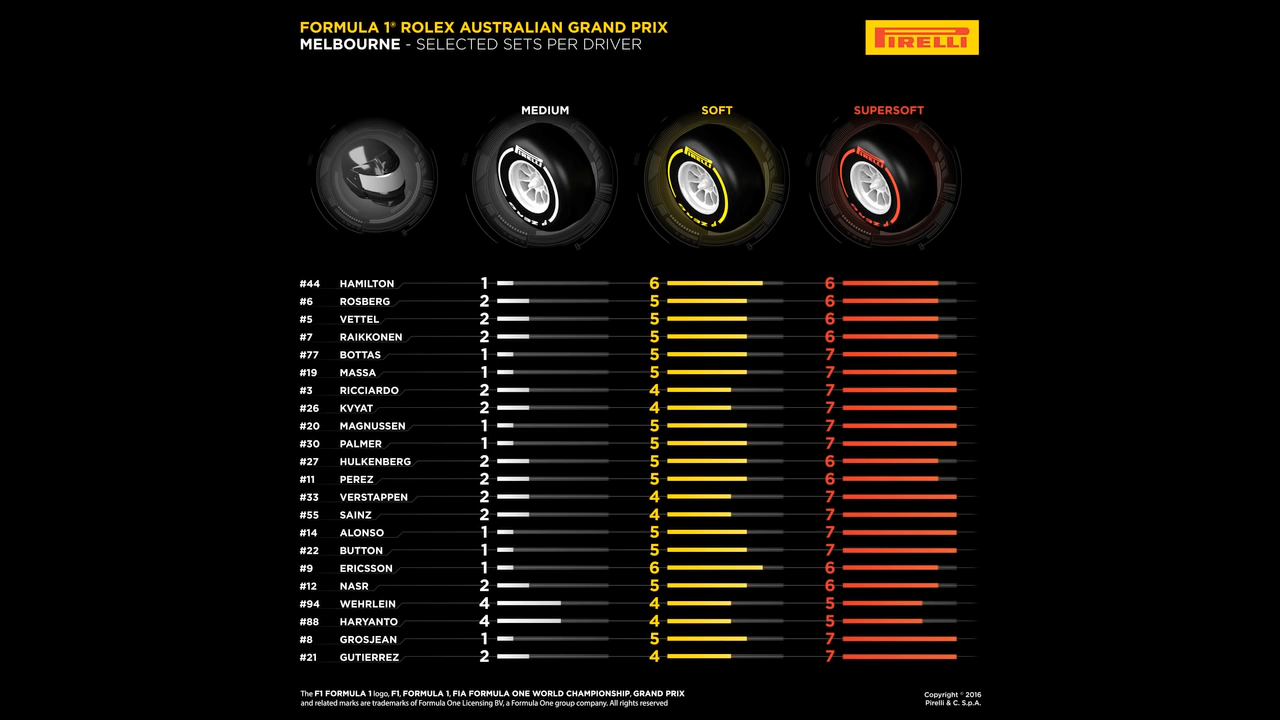 FORMULA 1® ROLEX AUSTRALIAN GRAND PRIX
MELBOURNE - SELECTED SETS PER DRIVER
PIRELLI
MEDIUM SOFT SUPERSOFT
PIRELLI PIRELLI PIRELLI
#44 HAMILTON 1 6 6
#6 ROSBERG 2 5 6
#5 VETTEL 2 5 6
#7 RAIKKONEN 2 5 6
#77 BOTTAS 1 5 7
#19 MASSA 1 5 7
#3 RICCIARDO 2 4 7
#26 KVYAT 2 4 7
#20 MAGNUSSEN 1 5 7
#30 PALMER 1 5 7
#27 HULKENBERG 2 5 6
#11 PEREZ 2 5 6
#33 VERSTAPPEN 2 4 7
#55 SAINZ 2 4 7
#14 ALONSO 1 5 7
#22 BUTTON 1 5 7
#9 ERICSSON 1 6 6
#12 NASR 2 5 6
#94 WEHRLEIN 4 4 5
#88 HARYANTO 4 4 5
#8 GROSJEAN 1 5 7
#21 GUTIERREZ 2 4 7
The F1 FORMULA 1 logo, F1, FORMULA 1, FIA FORMULA ONE WORLD CHAMPIONSHIP, GRAND PRIX
and related marks are trademarks of Formula One Licensing BV, a Formula One group company. All rights reserved
Copyright © 2016
Pirelli & C. S.p.A.